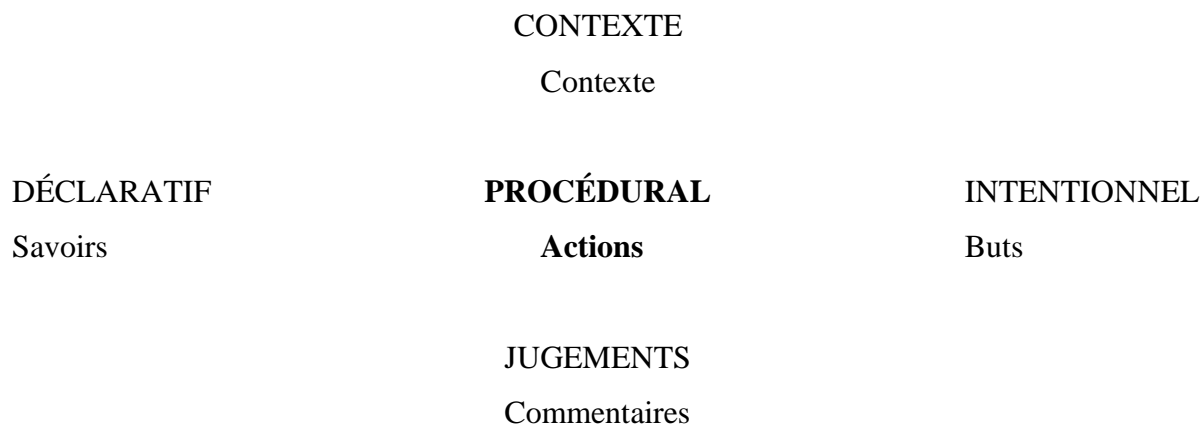 CONTEXTE
Contexte
DÉCLARATIF PROCÉDURAL INTENTIONNEL
Savoirs Actions Buts
JUGEMENTS
Commentaires